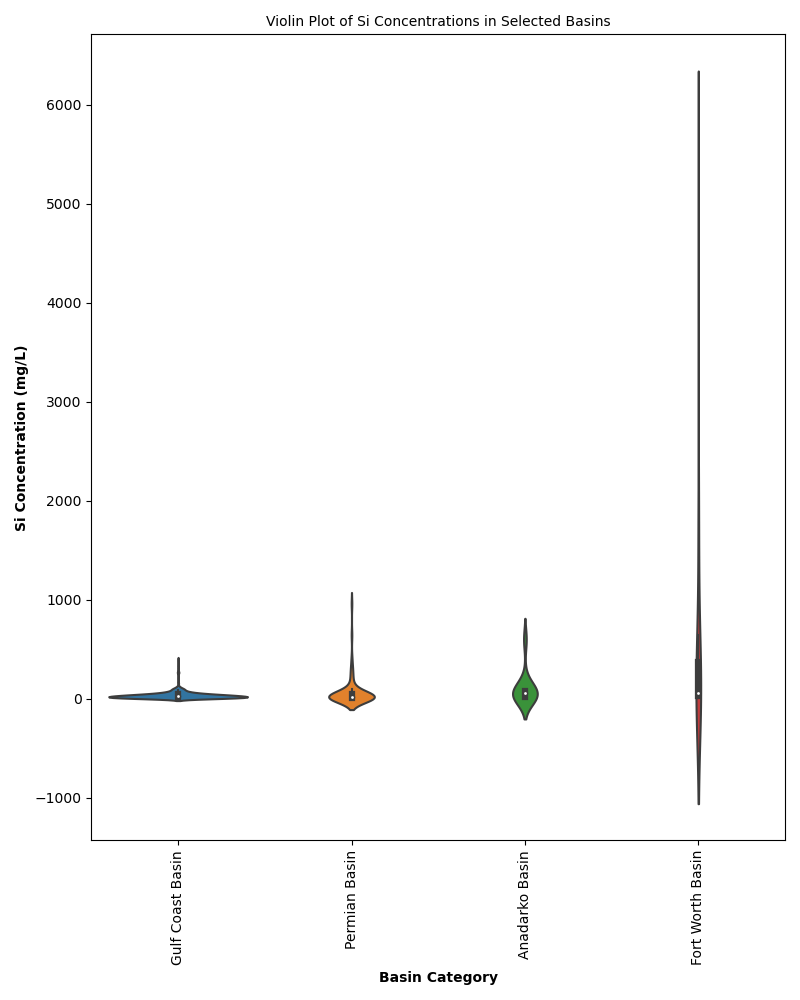 Violin Plot of Si Concentrations in Selected Basins
6000
5000
4000
3000
2000
1000
0
−1000
Si Concentration (mg/L)
Gulf Coast Basin
Permian Basin
Anadarko Basin
Fort Worth Basin
Basin Category